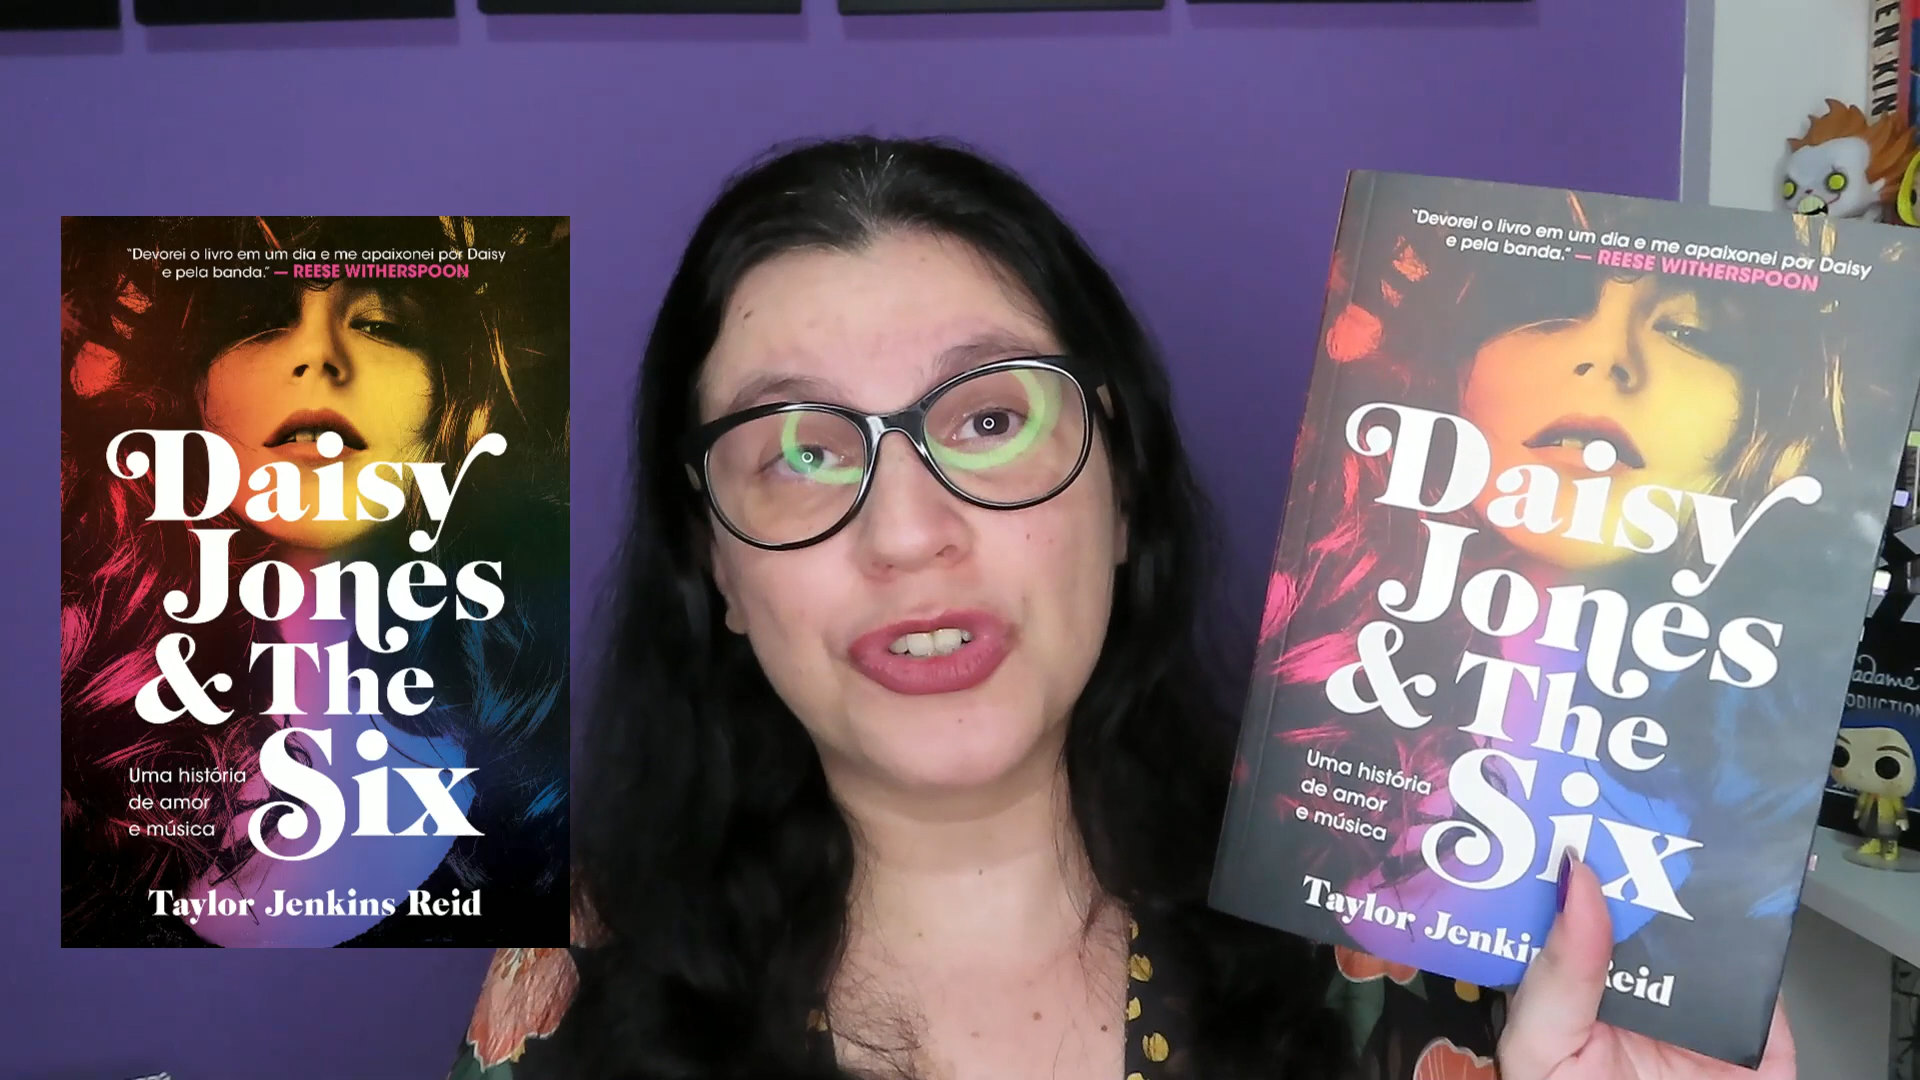 "Devorei o livro em um dia e me apaixonei por Daisy
e pela banda." — REESE WITHERSPOON
Daisy
Jones
& The
Six
Uma história
de amor
e música
Taylor Jenkins Reid
"Devorei o livro em um dia e me apaixonei por Daisy
e pela banda." — REESE WITHERSPOON
Daisy
Jones
& The
Six
Uma história
de amor
e música
Taylor Jenkins Reid